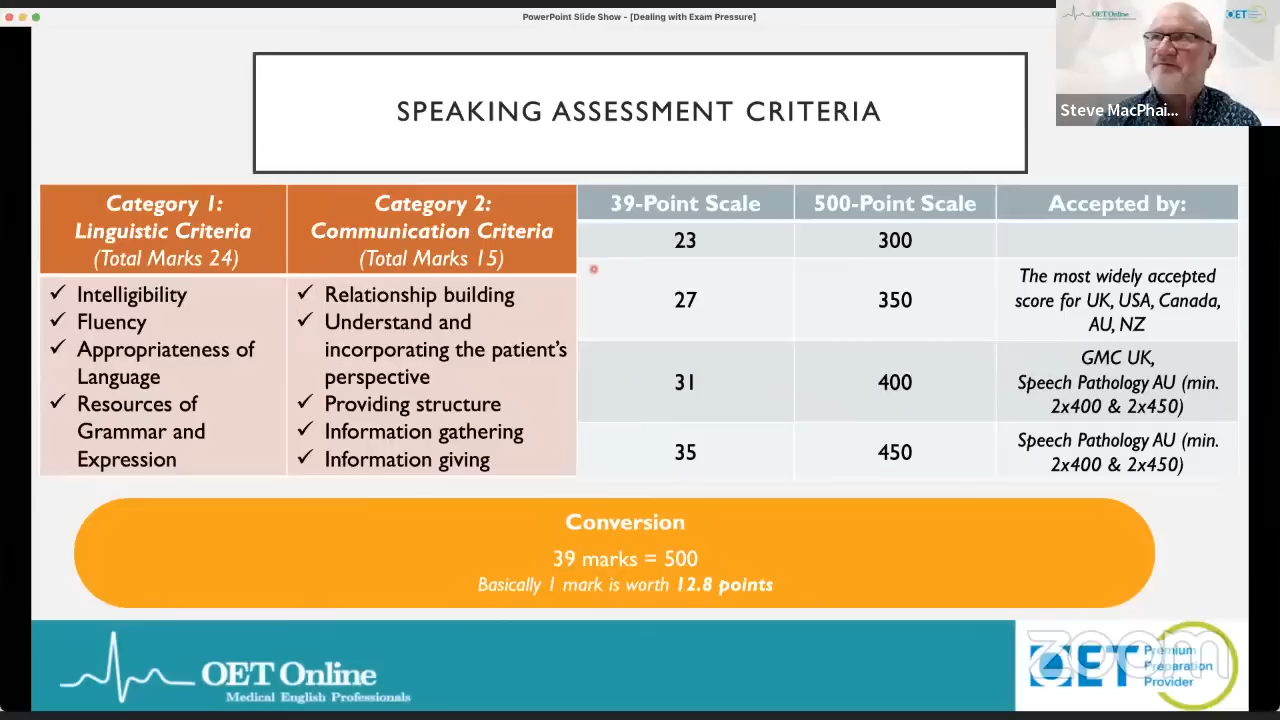 PowerPoint Slide Show - [Dealing with Exam Pressure]
OET Online
OET
Steve MacPhai...
SPEAKING ASSESSMENT CRITERIA
Category 1:
Linguistic Criteria
(Total Marks 24)
✓ Intelligibility
✓ Fluency
✓ Appropriateness of
Language
✓ Resources of
Grammar and
Expression
Category 2:
Communication Criteria
(Total Marks 15)
✓ Relationship building
✓ Understand and
incorporating the patient's
perspective
✓ Providing structure
✓ Information gathering
✓ Information giving
39-Point Scale 500-Point Scale Accepted by:
23 300
27 350
The most widely accepted
score for UK, USA, Canada,
AU, NZ
31 400
GMC UK,
Speech Pathology AU (min.
2x400 & 2x450)
35 450
Speech Pathology AU (min.
2x400 & 2x450)
Conversion
39 marks = 500
Basically 1 mark is worth 12.8 points
OET Online
Medical English Professionals
OET
Premium
Preparation
Provider
zoom